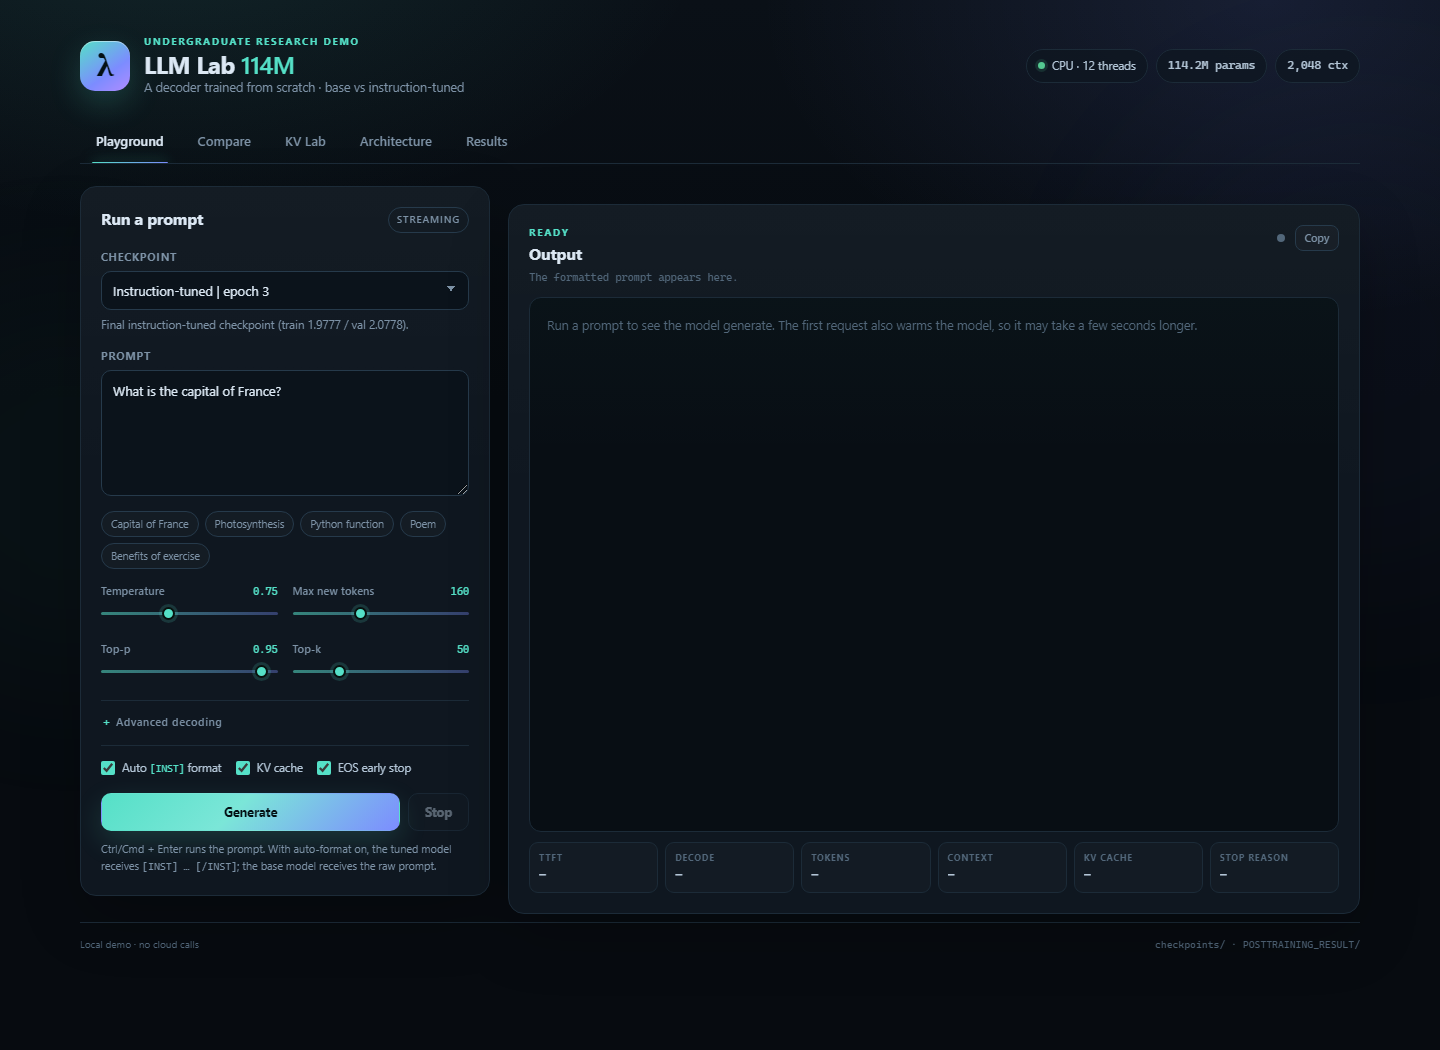 λ
UNDERGRADUATE RESEARCH DEMO
LLM Lab 114M
A decoder trained from scratch · base vs instruction-tuned
CPU · 12 threads
114.2M params
2,048 ctx
Playground
Compare
KV Lab
Architecture
Results
Run a prompt
STREAMING
CHECKPOINT
Instruction-tuned | epoch 3
Final instruction-tuned checkpoint (train 1.9777 / val 2.0778).
PROMPT
What is the capital of France?
Capital of France
Photosynthesis
Python function
Poem
Benefits of exercise
Temperature 0.75
Max new tokens 160
Top-p 0.95
Top-k 50
+ Advanced decoding
Auto [INST] format
KV cache
EOS early stop
Generate
Stop
Ctrl/Cmd + Enter runs the prompt. With auto-format on, the tuned model
receives [INST] … [/INST]; the base model receives the raw prompt.
READY
Output
The formatted prompt appears here.
Copy
Run a prompt to see the model generate. The first request also warms the model, so it may take a few seconds longer.
TTFT
—
DECODE
—
TOKENS
—
CONTEXT
—
KV CACHE
—
STOP REASON
—
Local demo · no cloud calls
checkpoints/ · POSTTRAINING_RESULT/